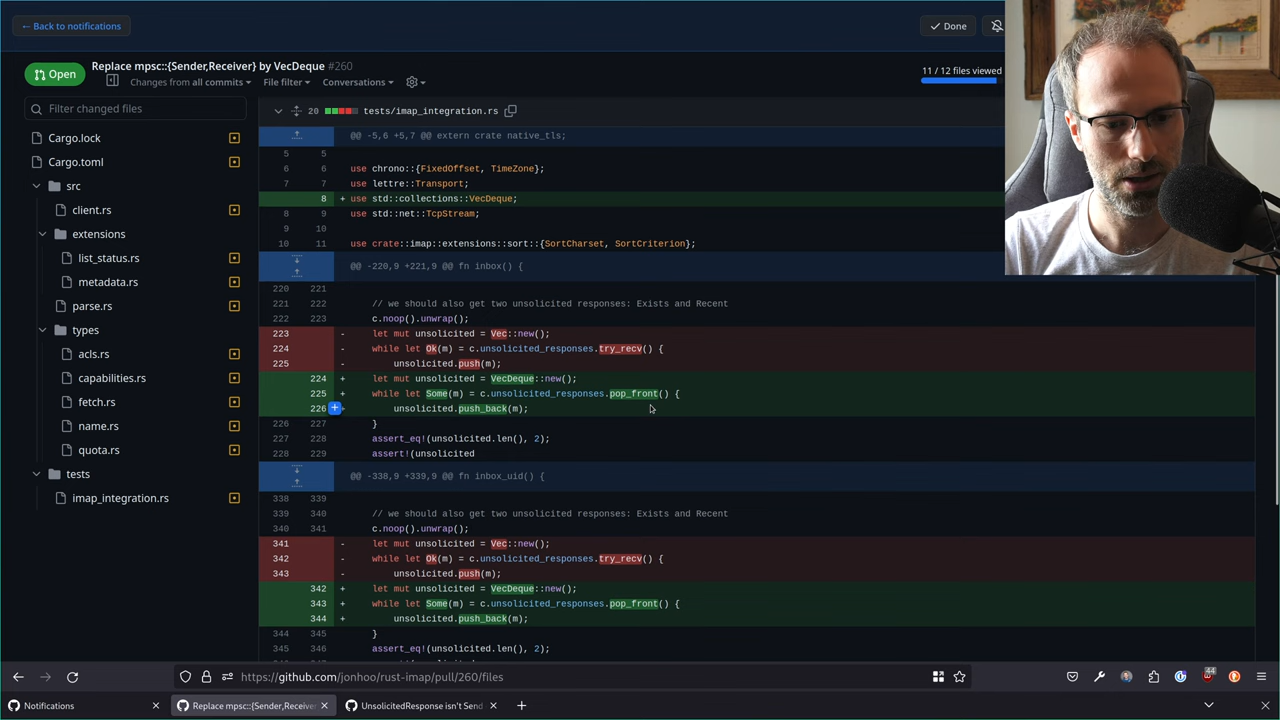 ← Back to notifications
Done
Open
Replace mpsc::{Sender,Receiver} by VecDeque #260
Changes from all commits
File filter
Conversations
11 / 12 files viewed
Filter changed files
Cargo.lock
Cargo.toml
src
client.rs
extensions
list_status.rs
metadata.rs
parse.rs
types
acls.rs
capabilities.rs
fetch.rs
name.rs
quota.rs
tests
imap_integration.rs
20 tests/imap_integration.rs
@@ -5,6 +5,7 @@ extern crate native_tls;
5 5
6 6 use chrono::{FixedOffset, TimeZone};
7 7 use lettre::Transport;
8 + use std::collections::VecDeque;
8 9 use std::net::TcpStream;
9 10
10 11 use crate::imap::extensions::sort::{SortCharset, SortCriterion};
@@ -220,9 +221,9 @@ fn inbox() {
220 221
221 222 // we should also get two unsolicited responses: Exists and Recent
222 223 c.noop().unwrap();
223 - let mut unsolicited = Vec::new();
224 - while let Ok(m) = c.unsolicited_responses.try_recv() {
225 - unsolicited.push(m);
224 + let mut unsolicited = VecDeque::new();
225 + while let Some(m) = c.unsolicited_responses.pop_front() {
226 + unsolicited.push_back(m);
226 227 }
227 228 assert_eq!(unsolicited.len(), 2);
228 229 assert!(unsolicited
@@ -338,9 +339,9 @@ fn inbox_uid() {
338 339
339 340 // we should also get two unsolicited responses: Exists and Recent
340 341 c.noop().unwrap();
341 - let mut unsolicited = Vec::new();
342 - while let Ok(m) = c.unsolicited_responses.try_recv() {
343 - unsolicited.push(m);
342 + let mut unsolicited = VecDeque::new();
343 + while let Some(m) = c.unsolicited_responses.pop_front() {
344 + unsolicited.push_back(m);
344 345 }
345 346 assert_eq!(unsolicited.len(), 2);
https://github.com/jonhoo/rust-imap/pull/260/files
44
Notifications
Replace mpsc::{Sender,Receiver
UnsolicitedResponse isn't Send